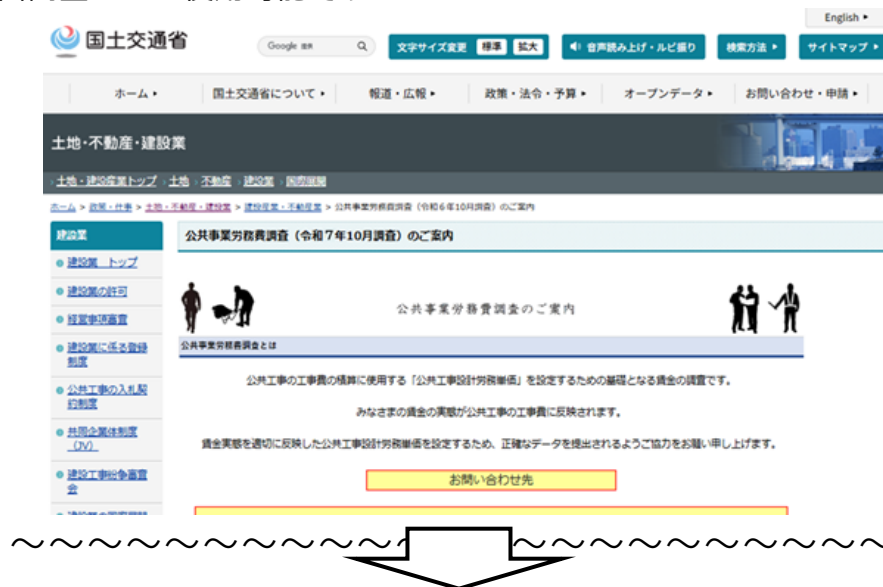 English ▸
国土交通省
Google 検索
文字サイズ変更 標準 拡大
音声読み上げ・ルビ振り
検索方法 ▸
サイトマップ ▸
ホーム ▸
国土交通省について ▸
報道・広報 ▸
政策・法令・予算 ▸
オープンデータ ▸
お問い合わせ・申請 ▸
土地・不動産・建設業
土地・建設産業トップ 土地 不動産 建設業 国際展開
ホーム > 政策・仕事 > 土地・不動産・建設業 > 建設産業・不動産業 > 公共事業労務費調査(令和6年10月調査)のご案内
建設業
建設業 トップ
建設業の許可
経営事項審査
建設業に係る登録
制度
公共工事の入札契
約制度
共同企業体制度
(JV)
建設工事紛争審査
会
公共事業労務費調査(令和7年10月調査)のご案内
公共事業労務費調査のご案内
公共事業労務費調査とは
公共工事の工事費の積算に使用する「公共工事設計労務単価」を設定するための基礎となる賃金の調査です。
みなさまの賃金の実態が公共工事の工事費に反映されます。
賃金実態を適切に反映した公共工事設計労務単価を設定するため、正確なデータを提出されるようご協力をお願い申し上げます。
お問い合わせ先